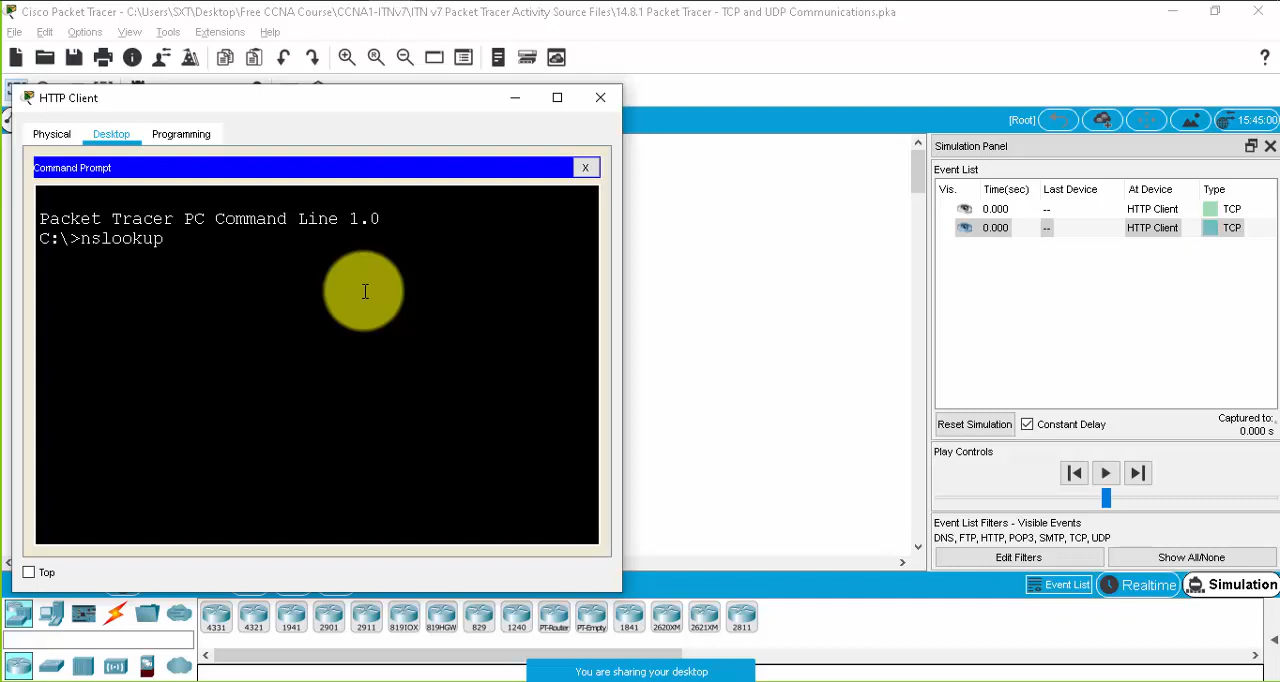 Cisco Packet Tracer - C:\Users\SXT\Desktop\Free CCNA Course\CCNA1-ITNv7\ITN v7 Packet Tracer Activity Source Files\14.8.1 Packet Tracer - TCP and UDP Communications.pka
File Edit Options View Tools Extensions Help
?
HTTP Client
Physical Desktop Programming
Command Prompt X
Packet Tracer PC Command Line 1.0
C:\>nslookup
Top
[Root] 15:45:00
Simulation Panel
Event List
Vis. Time(sec) Last Device At Device Type
0.000 -- HTTP Client TCP
0.000 -- HTTP Client TCP
Reset Simulation Constant Delay Captured to:
0.000 s
Play Controls
Event List Filters - Visible Events
DNS, FTP, HTTP, POP3, SMTP, TCP, UDP
Edit Filters Show All/None
Event List Realtime Simulation
4331 4321 1941 2901 2911 819IOX 819HGW 829 1240 PT-Router PT-Empty 1841 2620XM 2621XM 2811
You are sharing your desktop